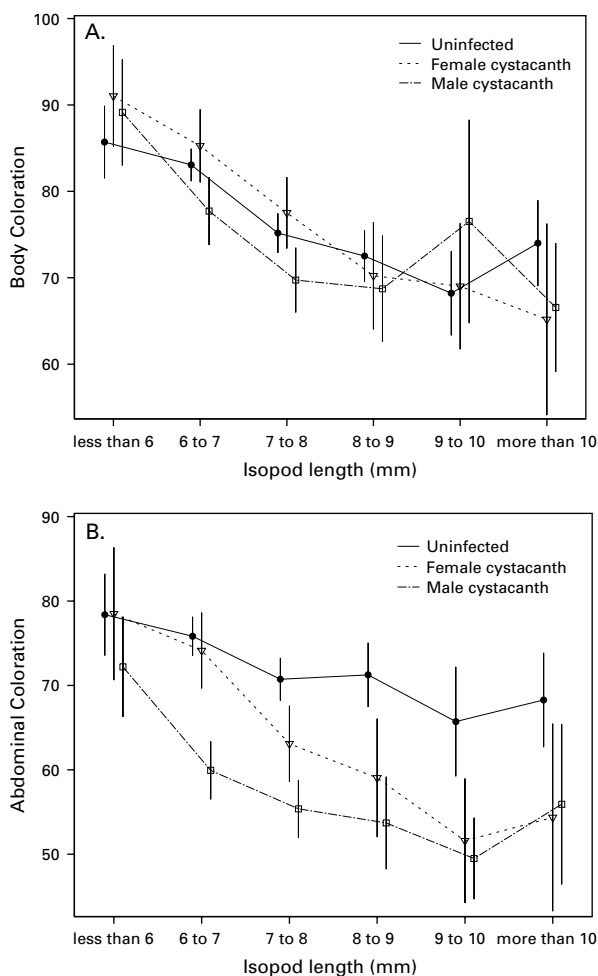 A.
Uninfected
Female cystacanth
Male cystacanth
100
90
80
70
60
Body Coloration
less than 6 6 to 7 7 to 8 8 to 9 9 to 10 more than 10
Isopod length (mm)
B.
Uninfected
Female cystacanth
Male cystacanth
90
80
70
60
50
Abdominal Coloration
less than 6 6 to 7 7 to 8 8 to 9 9 to 10 more than 10
Isopod length (mm)